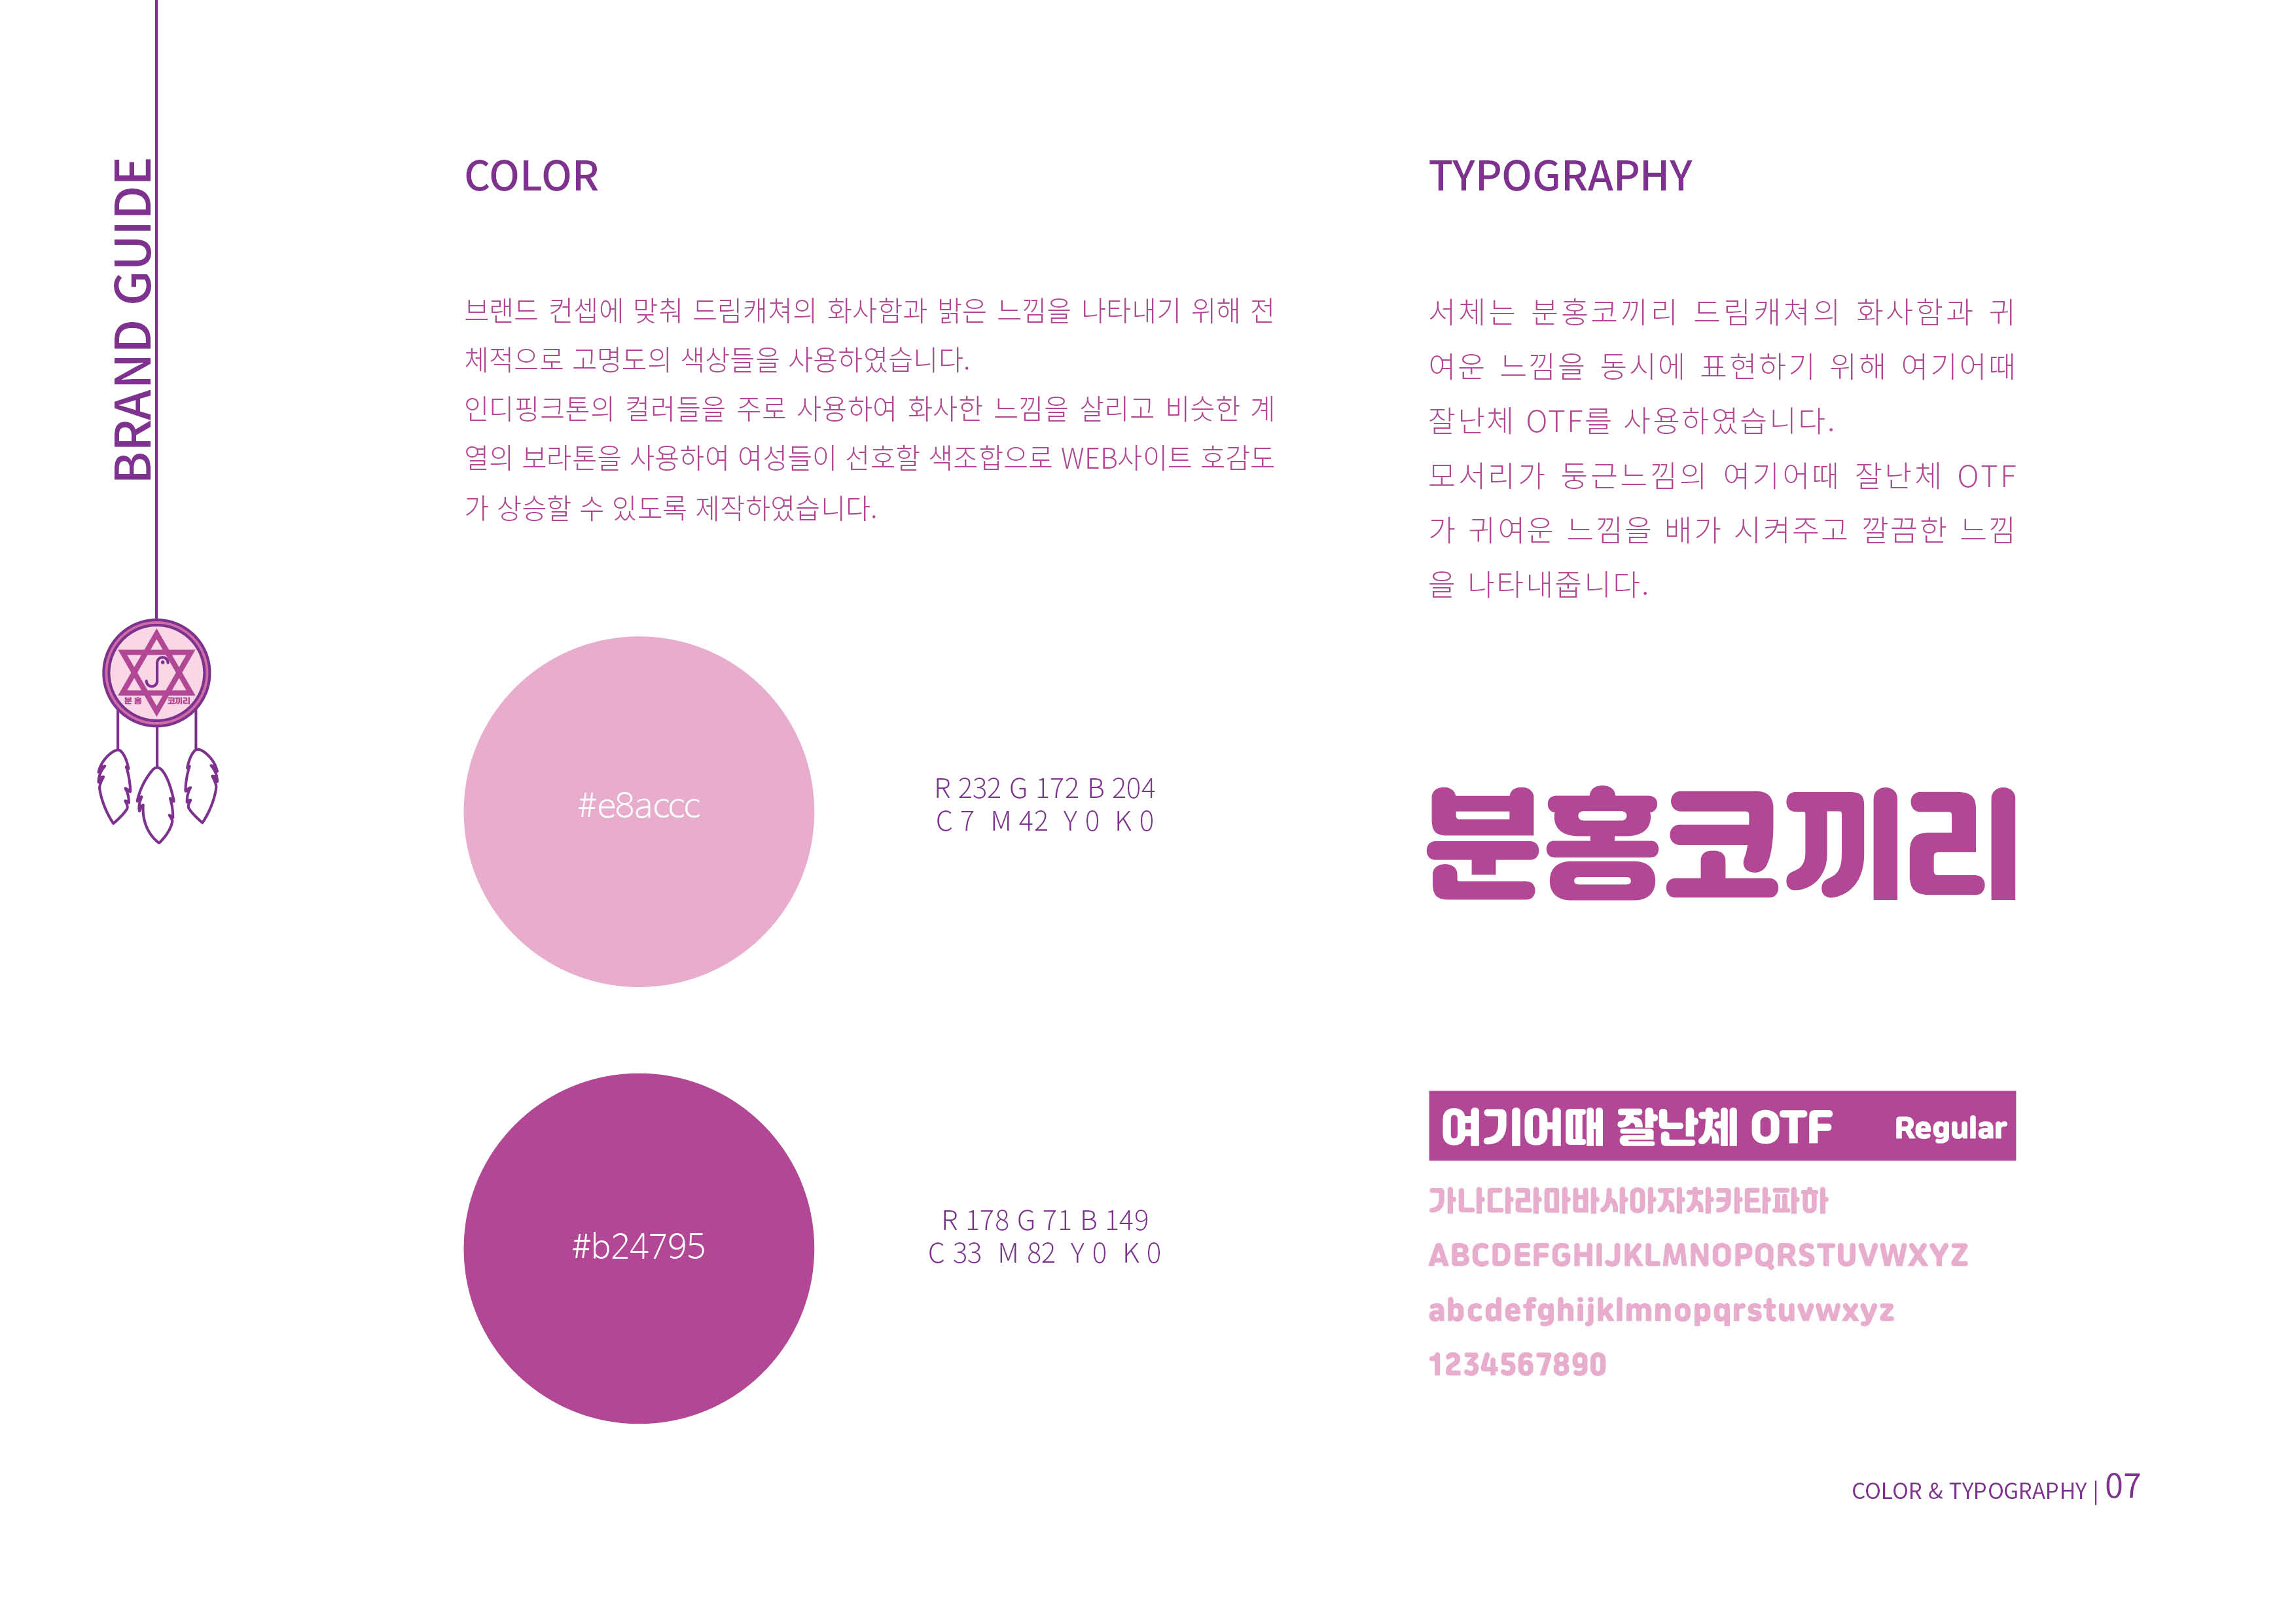 BRAND GUIDE
분홍 코끼리
COLOR
브랜드 컨셉에 맞춰 드림캐쳐의 화사함과 밝은 느낌을 나타내기 위해 전
체적으로 고명도의 색상들을 사용하였습니다.
인디핑크톤의 컬러들을 주로 사용하여 화사한 느낌을 살리고 비슷한 계
열의 보라톤을 사용하여 여성들이 선호할 색조합으로 WEB사이트 호감도
가 상승할 수 있도록 제작하였습니다.
#e8accc
R 232 G 172 B 204
C 7 M 42 Y 0 K 0
#b24795
R 178 G 71 B 149
C 33 M 82 Y 0 K 0
TYPOGRAPHY
서체는 분홍코끼리 드림캐쳐의 화사함과 귀
여운 느낌을 동시에 표현하기 위해 여기어때
잘난체 OTF를 사용하였습니다.
모서리가 둥근느낌의 여기어때 잘난체 OTF
가 귀여운 느낌을 배가 시켜주고 깔끔한 느낌
을 나타내줍니다.
분홍코끼리
여기어때 잘난체 OTF Regular
가나다라마바사아자차카타파하
ABCDEFGHIJKLMNOPQRSTUVWXYZ
abcdefghijklmnopqrstuvwxyz
1234567890
COLOR & TYPOGRAPHY | 07